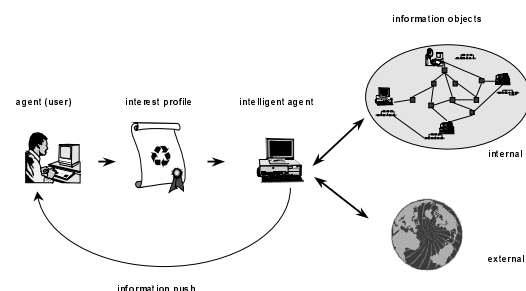 information objects
agent (user)
interest profile
intelligent agent
internal
external
information push